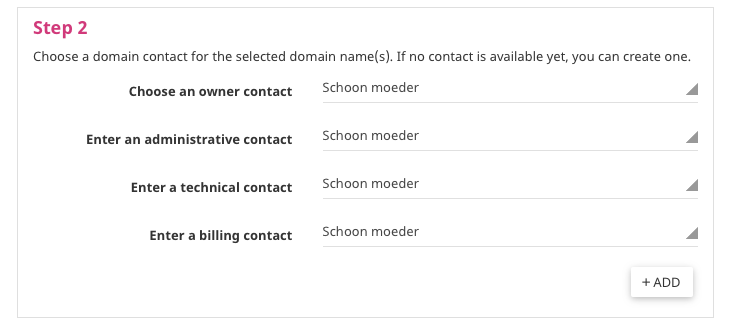 Step 2
Choose a domain contact for the selected domain name(s). If no contact is available yet, you can create one.
Choose an owner contact Schoon moeder
Enter an administrative contact Schoon moeder
Enter a technical contact Schoon moeder
Enter a billing contact Schoon moeder
+ ADD